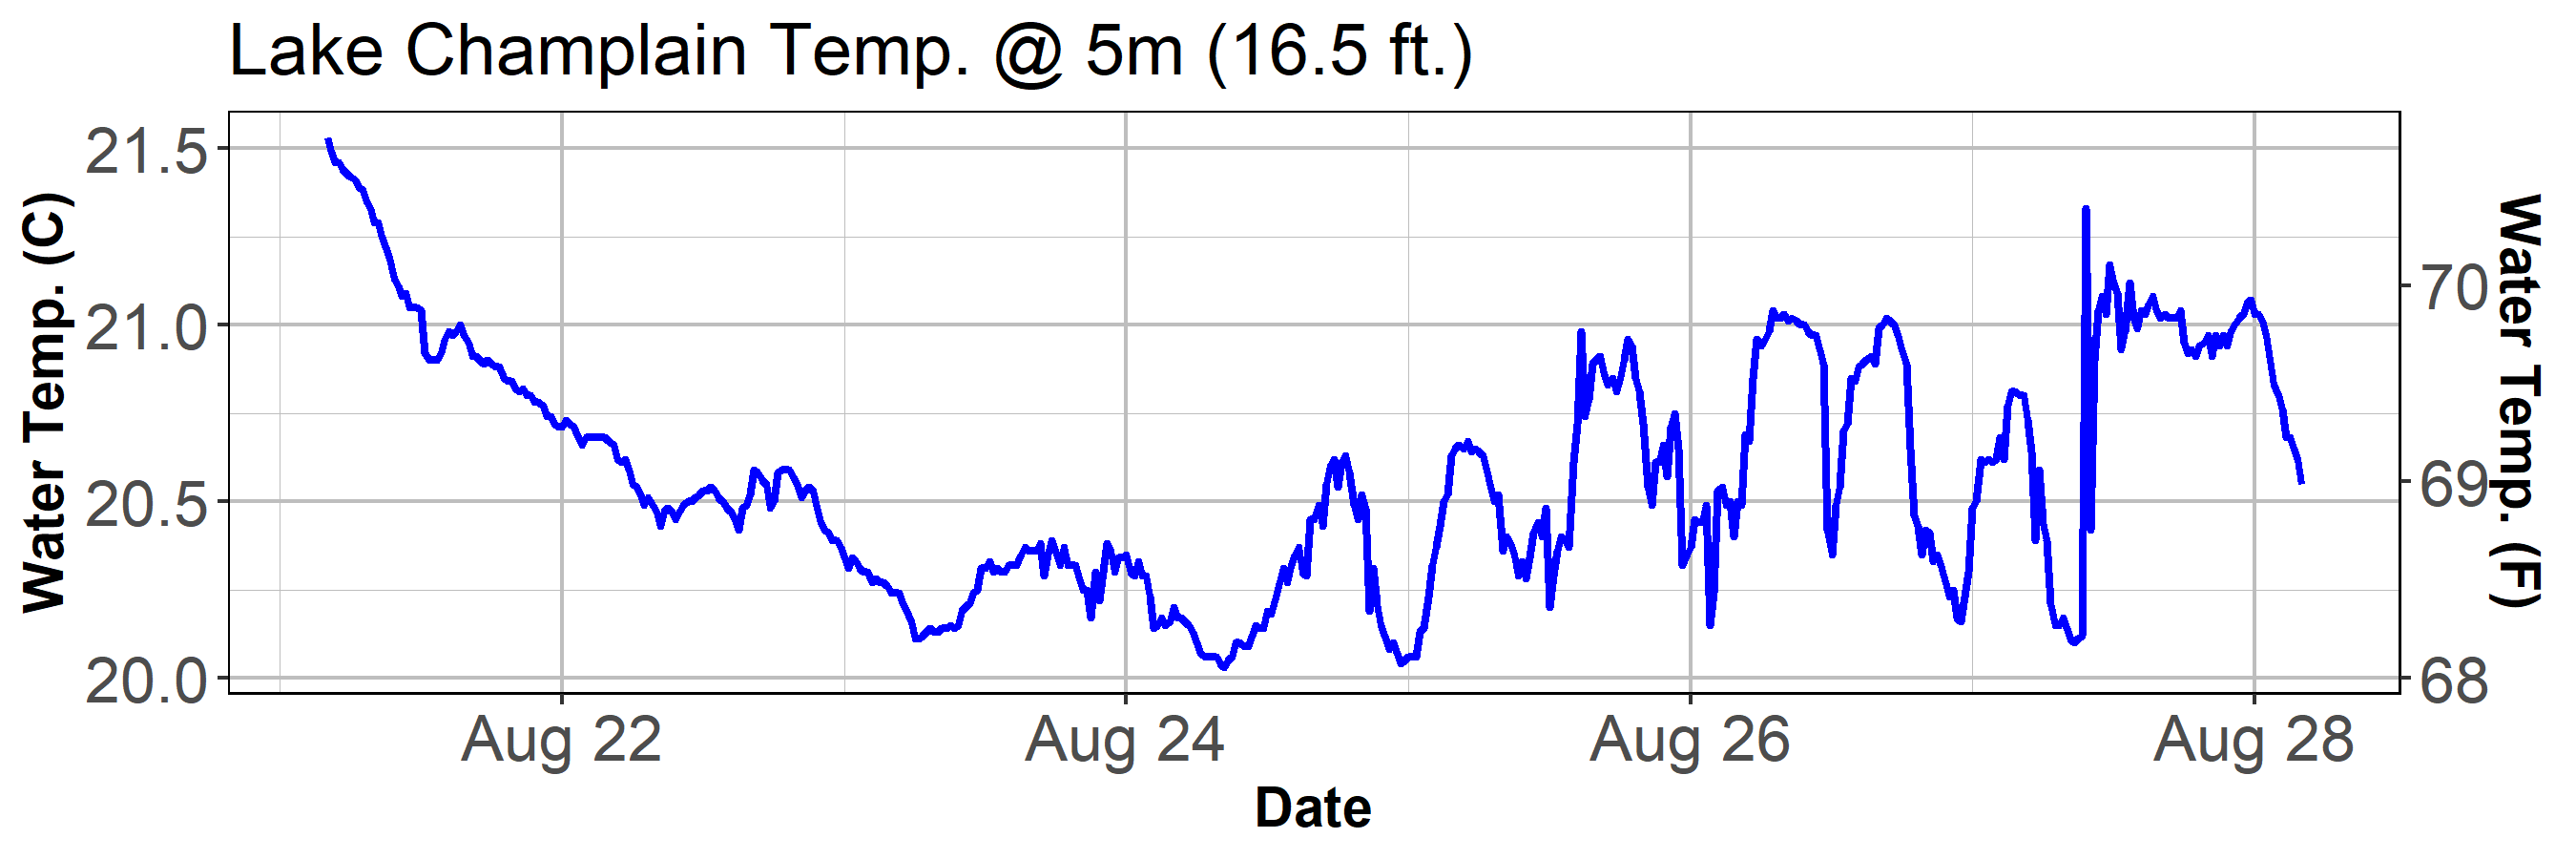 Lake Champlain Temp. @ 5m (16.5 ft.)
Water Temp. (C)
21.5
21.0
20.5
20.0
Water Temp. (F)
70
69
68
Aug 22 Aug 24 Aug 26 Aug 28
Date